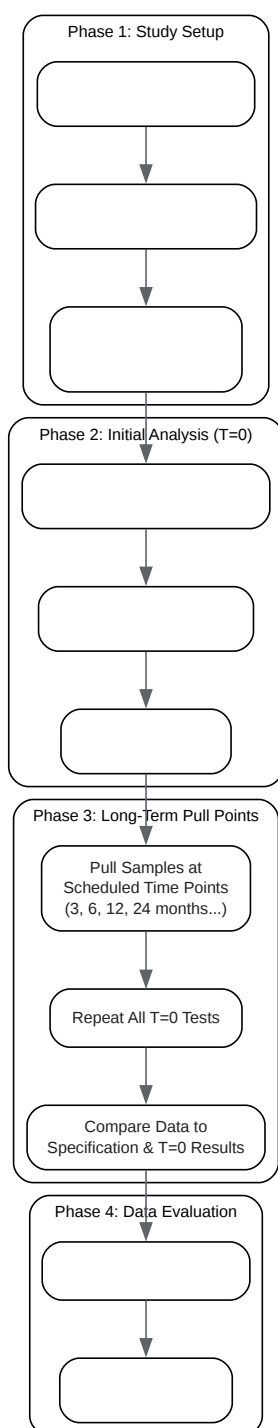 Phase 1: Study Setup
Phase 2: Initial Analysis (T=0)
Phase 3: Long-Term Pull Points
Pull Samples at
Scheduled Time Points
(3, 6, 12, 24 months...)
Repeat All T=0 Tests
Compare Data to
Specification & T=0 Results
Phase 4: Data Evaluation